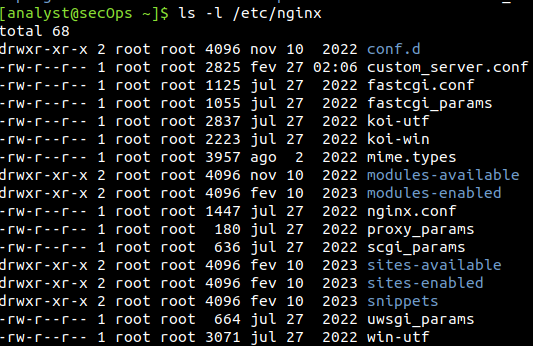 [analyst@secOps ~]$ ls -l /etc/nginx
total 68
drwxr-xr-x 2 root root 4096 nov 10  2022 conf.d
-rw-r--r-- 1 root root 2825 fev 27 02:06 custom_server.conf
-rw-r--r-- 1 root root 1125 jul 27  2022 fastcgi.conf
-rw-r--r-- 1 root root 1055 jul 27  2022 fastcgi_params
-rw-r--r-- 1 root root 2837 jul 27  2022 koi-utf
-rw-r--r-- 1 root root 2223 jul 27  2022 koi-win
-rw-r--r-- 1 root root 3957 ago  2  2022 mime.types
drwxr-xr-x 2 root root 4096 nov 10  2022 modules-available
drwxr-xr-x 2 root root 4096 fev 10  2023 modules-enabled
-rw-r--r-- 1 root root 1447 jul 27  2022 nginx.conf
-rw-r--r-- 1 root root  180 jul 27  2022 proxy_params
-rw-r--r-- 1 root root  636 jul 27  2022 scgi_params
drwxr-xr-x 2 root root 4096 fev 10  2023 sites-available
drwxr-xr-x 2 root root 4096 fev 10  2023 sites-enabled
drwxr-xr-x 2 root root 4096 fev 10  2023 snippets
-rw-r--r-- 1 root root  664 jul 27  2022 uwsgi_params
-rw-r--r-- 1 root root 3071 jul 27  2022 win-utf